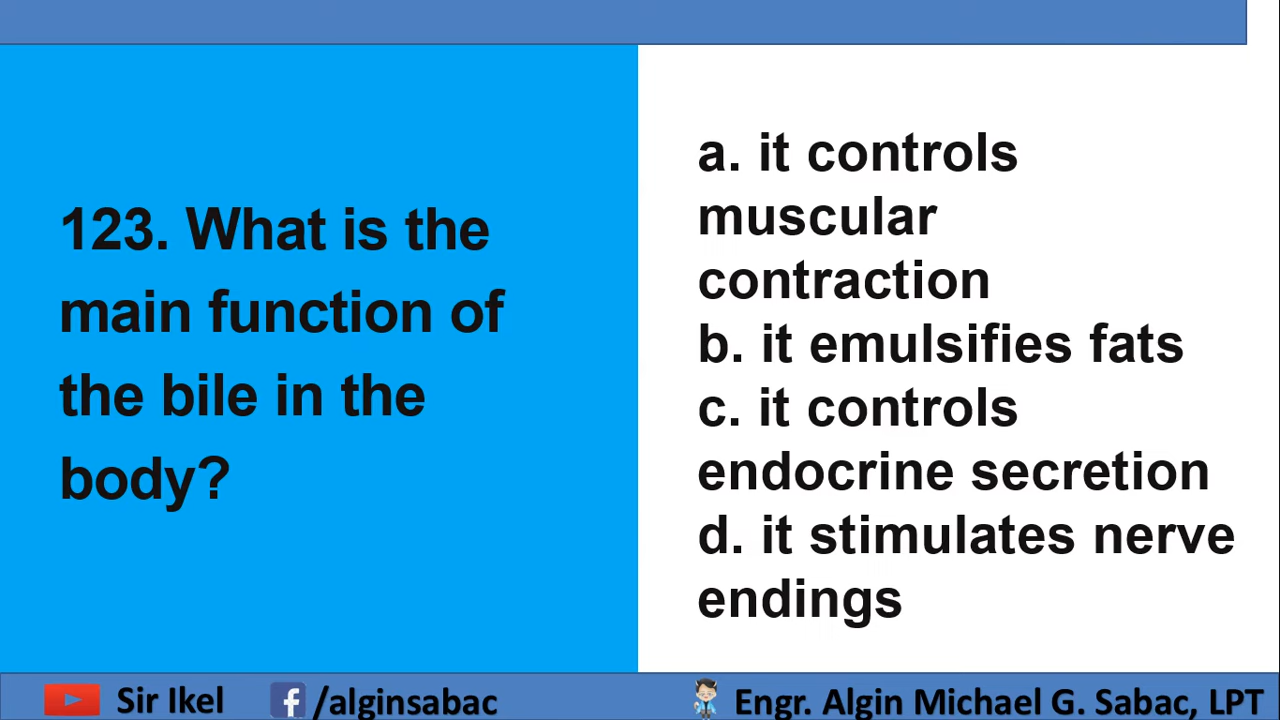 123. What is the
main function of
the bile in the
body?
a. it controls
muscular
contraction
b. it emulsifies fats
c. it controls
endocrine secretion
d. it stimulates nerve
endings
Sir Ikel
/alginsabac
Engr. Algin Michael G. Sabac, LPT